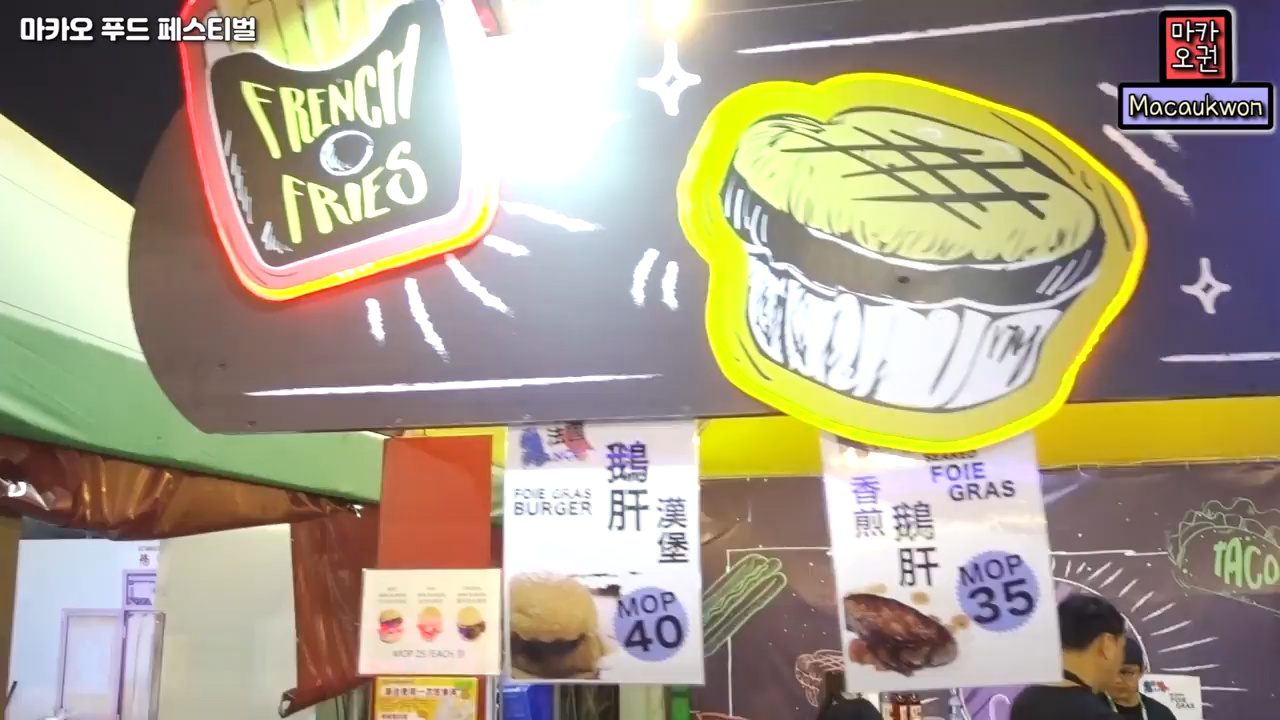 마카오 푸드 페스티벌
마카
오권
Macaukwon
FRENCH
FRIES
FOIE GRAS
BURGER
鵝肝
漢堡
MOP
40
SEARED
FOIE
GRAS
香煎
鵝肝
MOP
35
TACO
MOP 25 /EACH